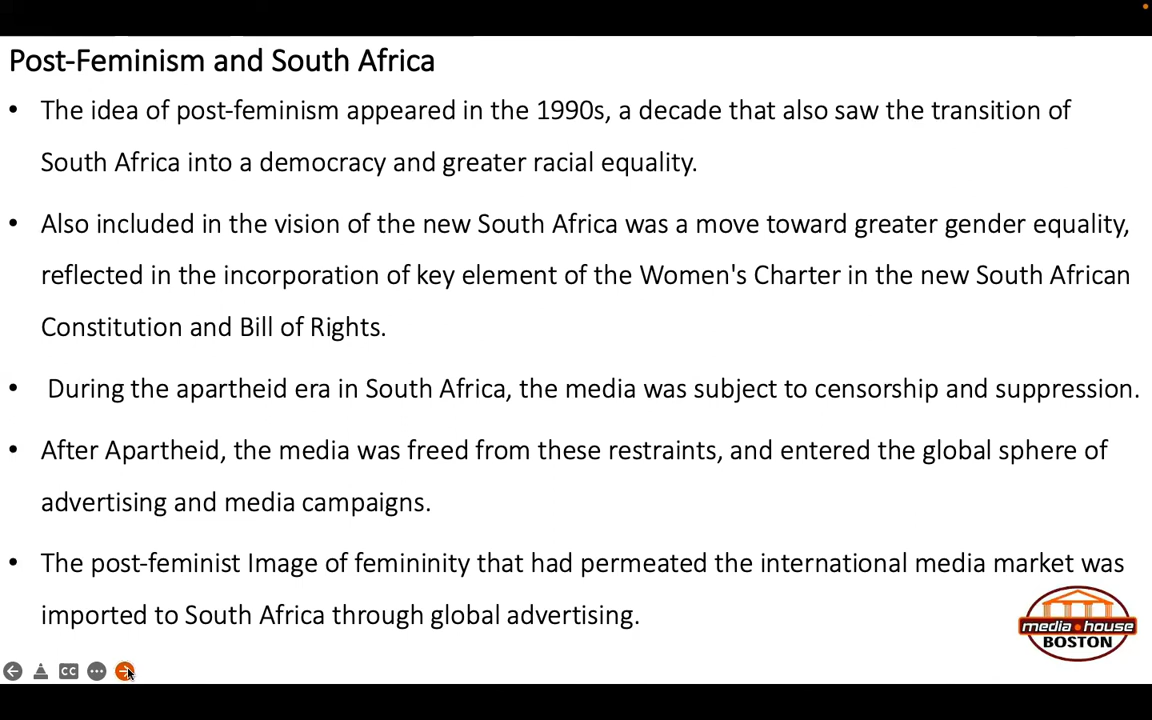 Post-Feminism and South Africa
• The idea of post-feminism appeared in the 1990s, a decade that also saw the transition of
South Africa into a democracy and greater racial equality.
• Also included in the vision of the new South Africa was a move toward greater gender equality,
reflected in the incorporation of key element of the Women's Charter in the new South African
Constitution and Bill of Rights.
• During the apartheid era in South Africa, the media was subject to censorship and suppression.
• After Apartheid, the media was freed from these restraints, and entered the global sphere of
advertising and media campaigns.
• The post-feminist Image of femininity that had permeated the international media market was
imported to South Africa through global advertising.
media house
BOSTON
CC